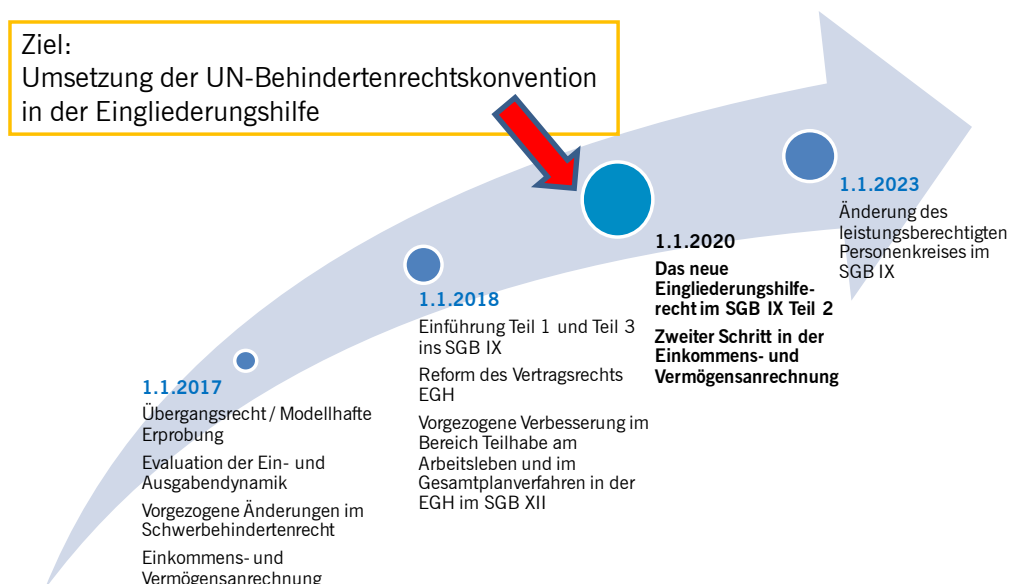 Ziel:
Umsetzung der UN-Behindertenrechtskonvention
in der Eingliederungshilfe
1.1.2017
Übergangsrecht / Modellhafte
Erprobung
Evaluation der Ein- und
Ausgabendynamik
Vorgezogene Änderungen im
Schwerbehindertenrecht
Einkommens- und
Vermögensanrechnung
1.1.2018
Einführung Teil 1 und Teil 3
ins SGB IX
Reform des Vertragsrechts
EGH
Vorgezogene Verbesserung im
Bereich Teilhabe am
Arbeitsleben und im
Gesamtplanverfahren in der
EGH im SGB XII
1.1.2020
Das neue
Eingliederungshilfe-
recht im SGB IX Teil 2
Zweiter Schritt in der
Einkommens- und
Vermögensanrechnung
1.1.2023
Änderung des
leistungsberechtigten
Personenkreises im
SGB IX